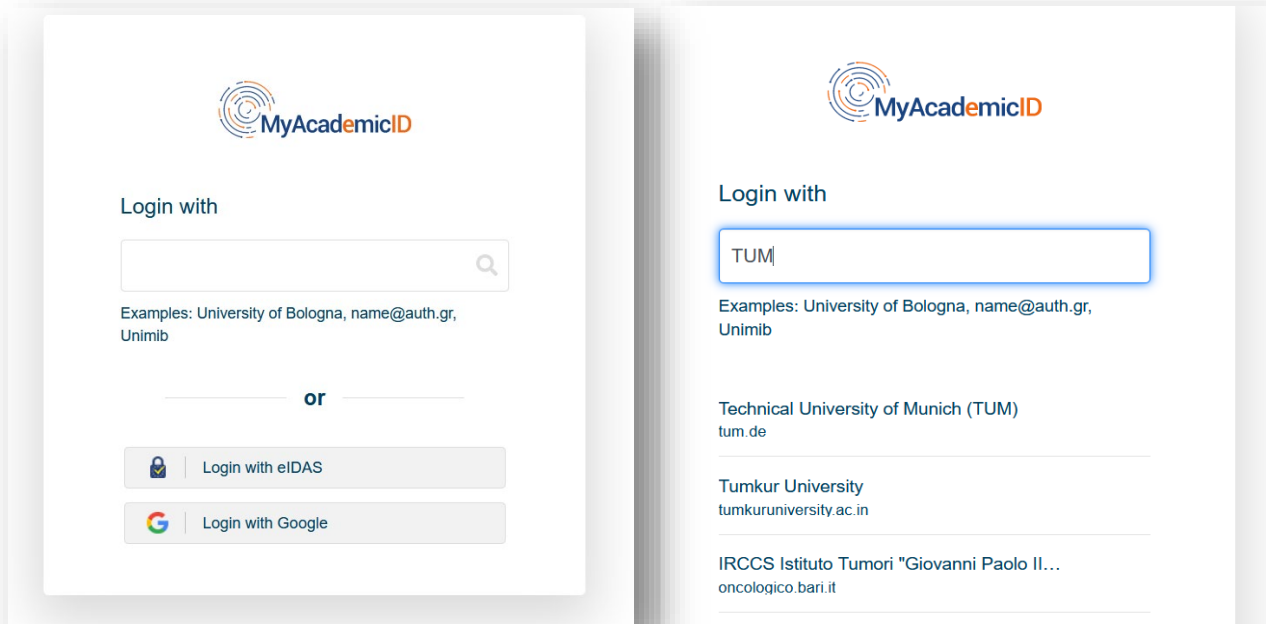 MyAcademicID
Login with
Examples: University of Bologna, name@auth.gr,
Unimib
or
Login with eIDAS
Login with Google
MyAcademicID
Login with
TUM
Examples: University of Bologna, name@auth.gr,
Unimib
Technical University of Munich (TUM)
tum.de
Tumkur University
tumkuruniversity.ac.in
IRCCS Istituto Tumori "Giovanni Paolo II…
oncologico.bari.it